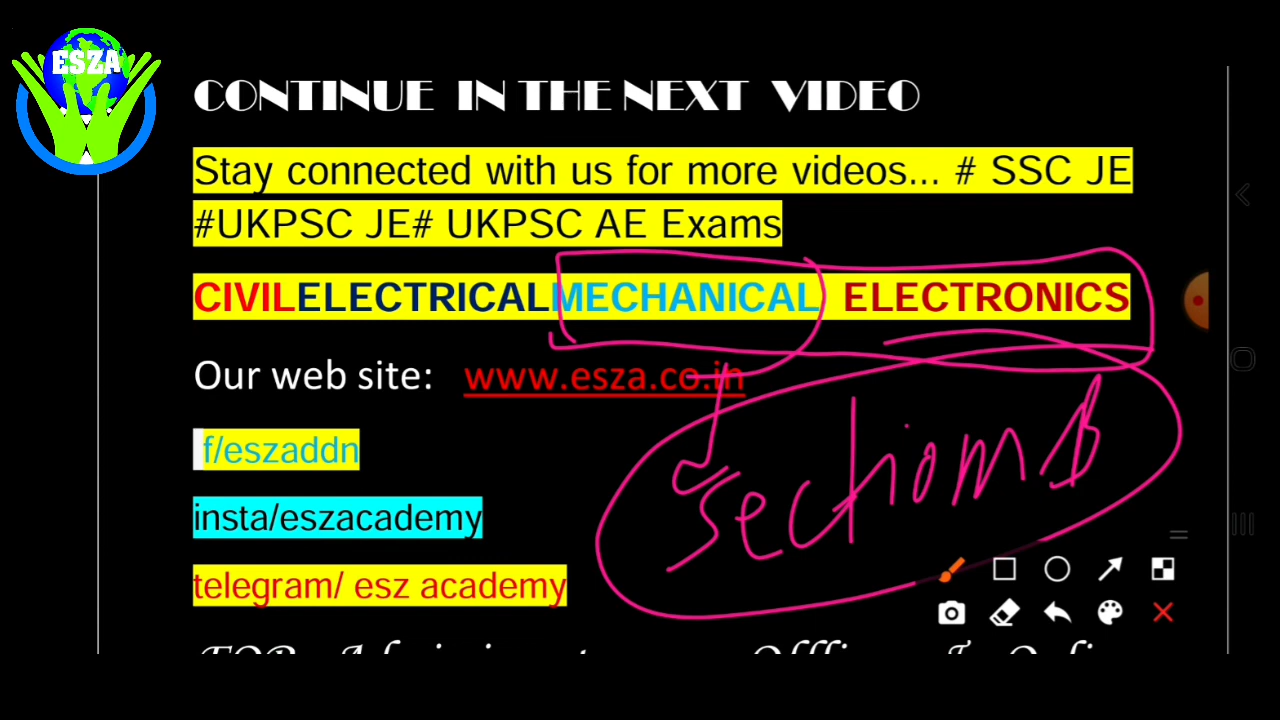 ESZA
CONTINUE IN THE NEXT VIDEO
Stay connected with us for more videos... # SSC JE
#UKPSC JE# UKPSC AE Exams
CIVILELECTRICALMECHANICAL ELECTRONICS
Our web site: www.esza.co.in
f/eszaddn
insta/eszacademy
telegram/ esz academy
Section